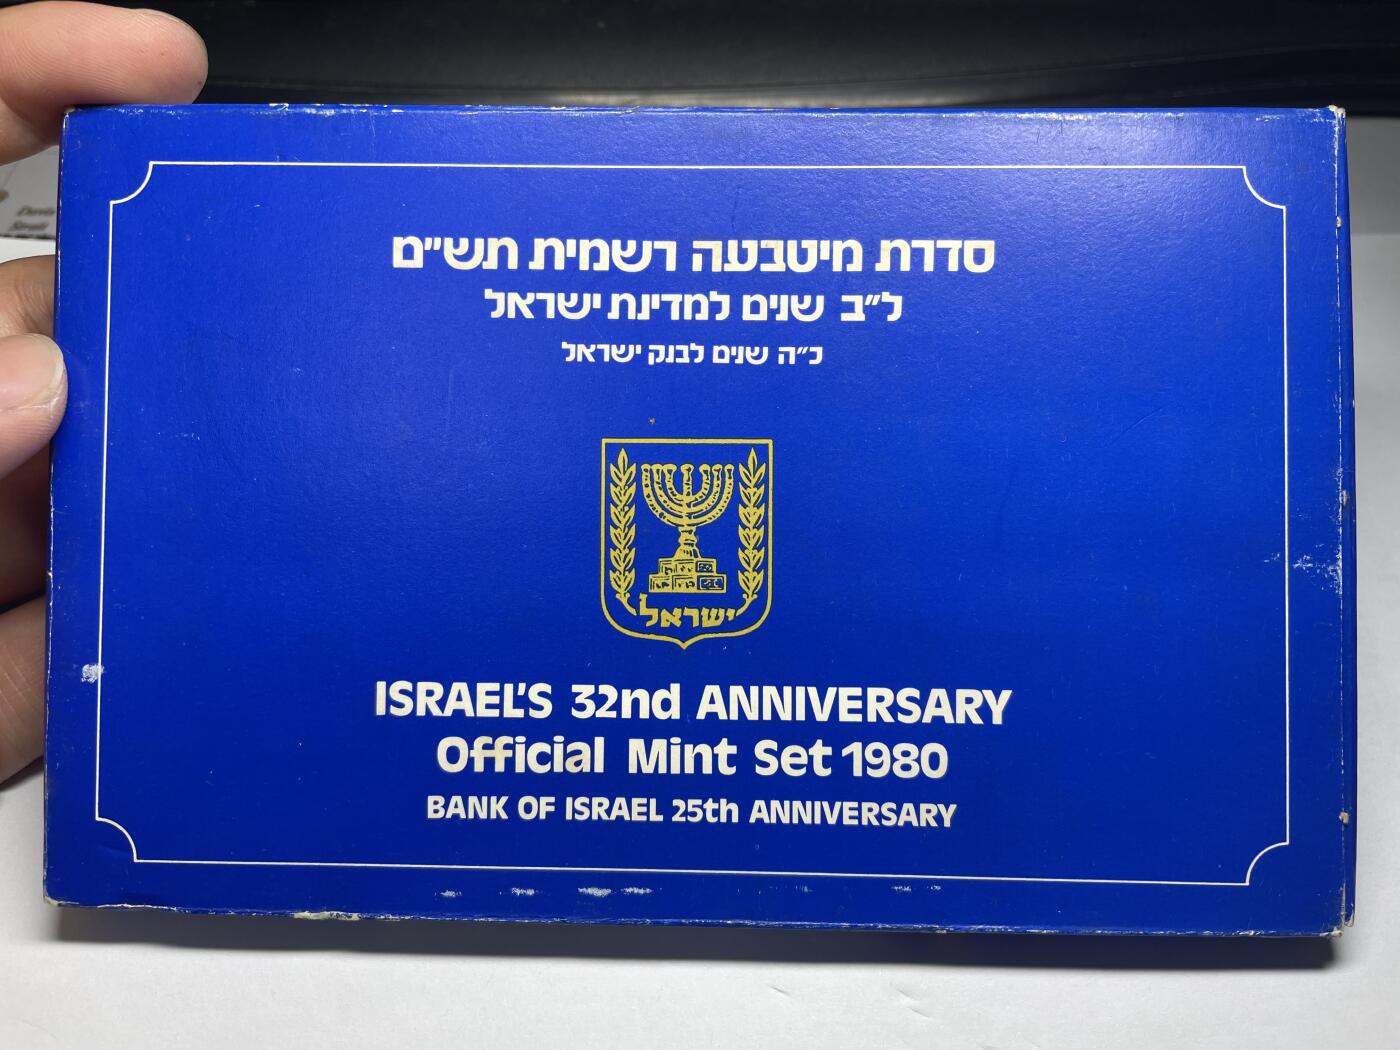 סדרת מיטבעה רשמית תש״ם
ל״ב שנים למדינת ישראל
כ״ה שנים לבנק ישראל
ישראל
ISRAEL'S 32nd ANNIVERSARY
Official Mint Set 1980
BANK OF ISRAEL 25th ANNIVERSARY